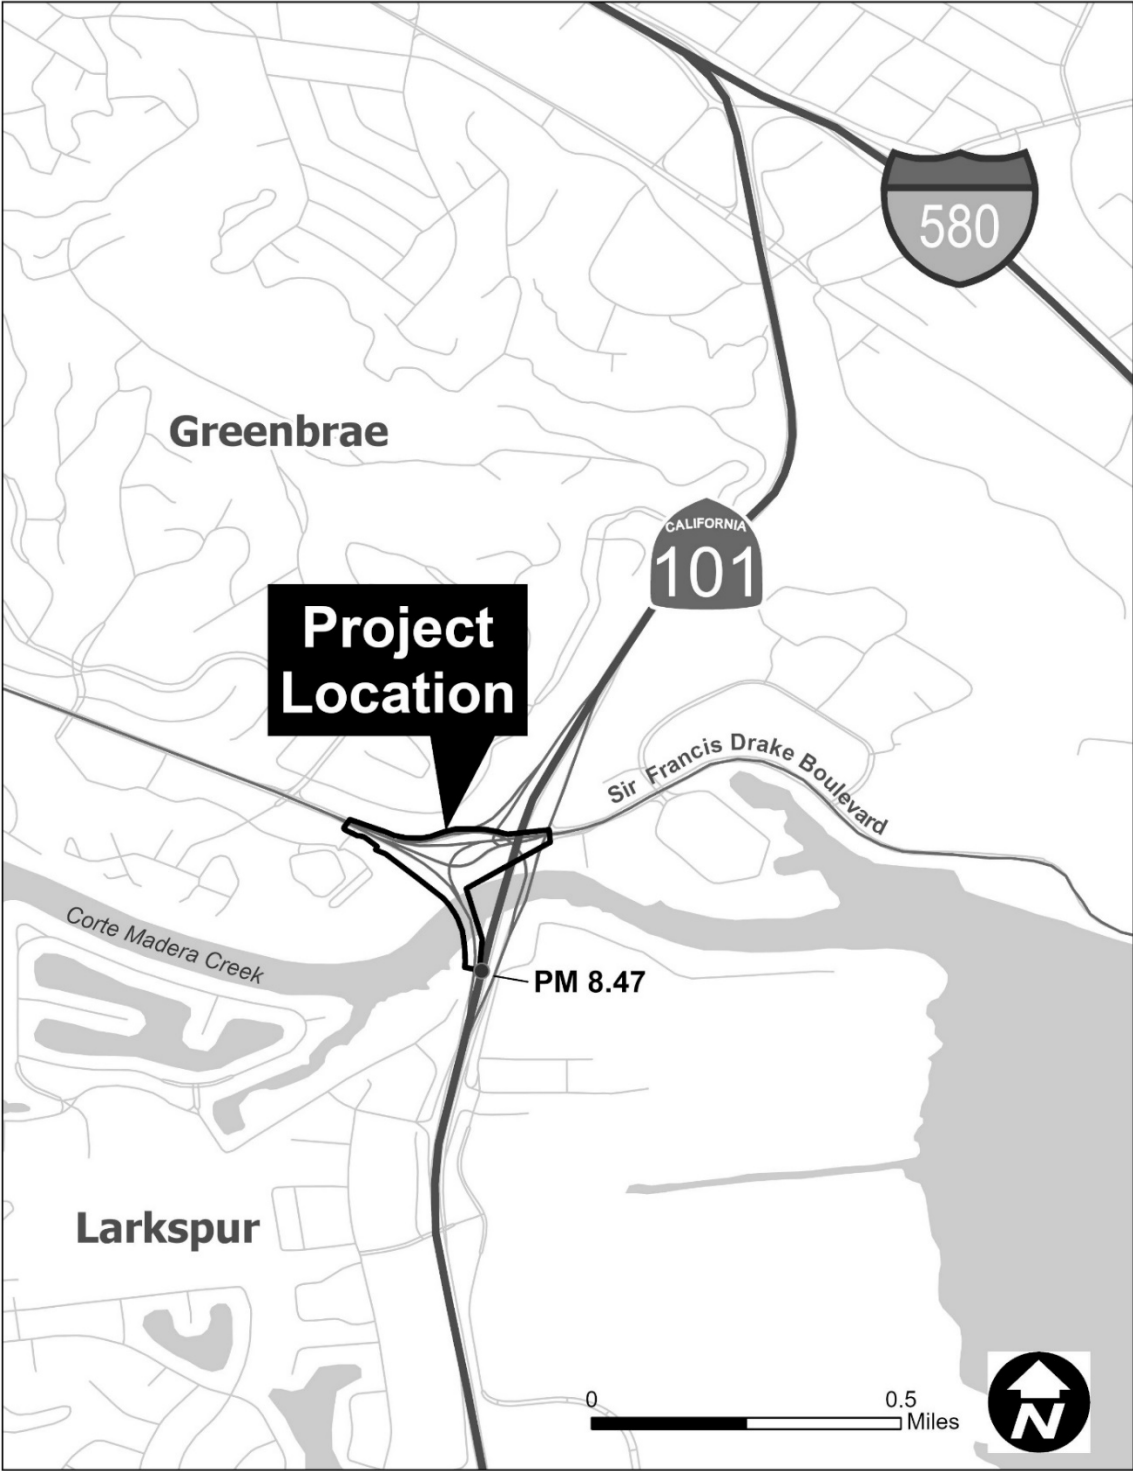 580
Greenbrae
CALIFORNIA
101
Project
Location
Sir Francis Drake Boulevard
Corte Madera Creek
PM 8.47
Larkspur
0 0.5
Miles
N